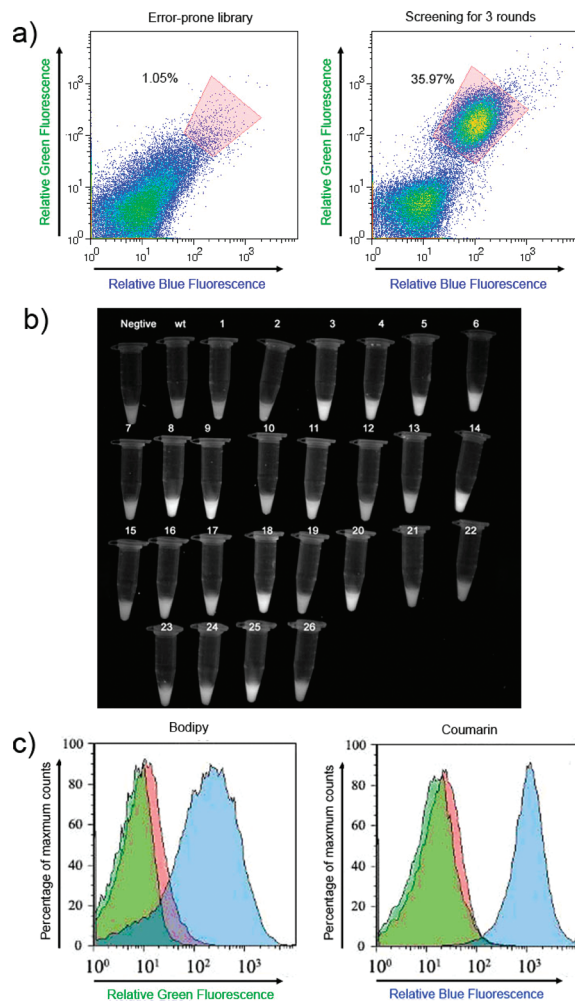 a)
Error-prone library
Screening for 3 rounds
Relative Green Fluorescence
10³
10²
10¹
10⁰
1.05%
10⁰ 10¹ 10² 10³
Relative Blue Fluorescence
Relative Green Fluorescence
10³
10²
10¹
10⁰
35.97%
10⁰ 10¹ 10² 10³
Relative Blue Fluorescence
b)
Negtive wt 1 2 3 4 5 6
7 8 9 10 11 12 13 14
15 16 17 18 19 20 21 22
23 24 25 26
c)
Bodipy
Percentage of maxmum counts
100
80
60
40
20
0
10⁰ 10¹ 10² 10³
Relative Green Fluorescence
Coumarin
Percentage of maxmum counts
100
80
60
40
20
0
10⁰ 10¹ 10² 10³
Relative Blue Fluorescence